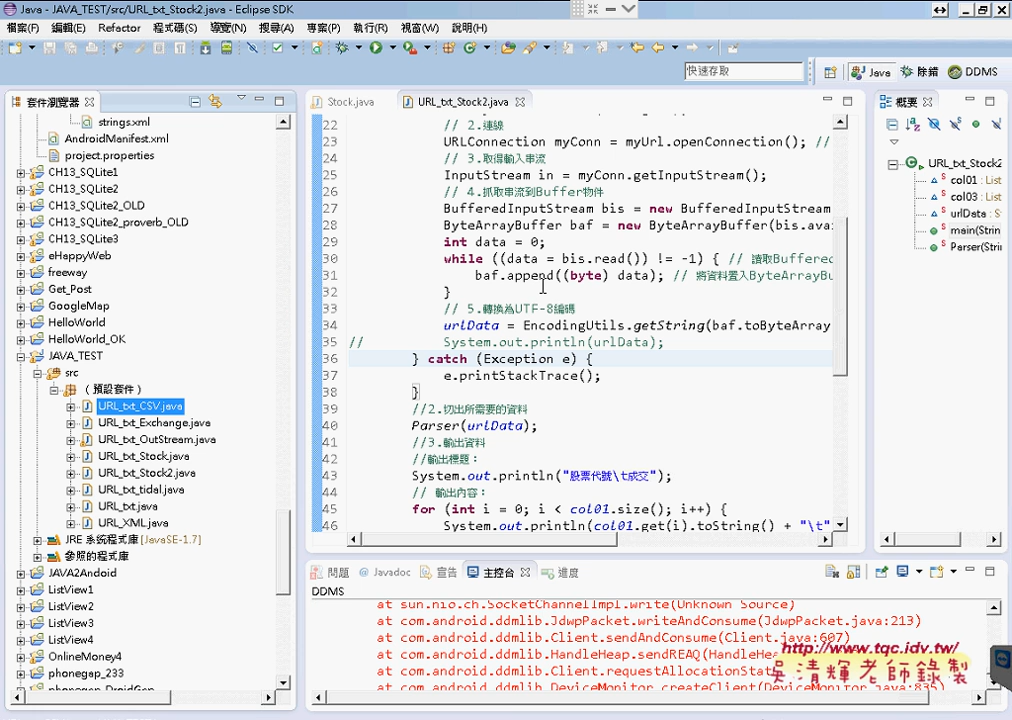 Java - JAVA_TEST/src/URL_txt_Stock2.java - Eclipse SDK
檔案(F) 編輯(E) Refactor 程式碼(S) 導覽(N) 搜尋(A) 專案(P) 執行(R) 視窗(W) 說明(H)
快速存取
Java 除錯 DDMS
套件瀏覽器
strings.xml
AndroidManifest.xml
project.properties
CH13_SQLite1
CH13_SQLite2
CH13_SQLite2_OLD
CH13_SQLite2_proverb_OLD
CH13_SQLite3
eHappyWeb
freeway
Get_Post
GoogleMap
HelloWorld
HelloWorld_OK
JAVA_TEST
src
（預設套件）
URL_txt_CSV.java
URL_txt_Exchange.java
URL_txt_OutStream.java
URL_txt_Stock.java
URL_txt_Stock2.java
URL_txt_tidal.java
URL_txt.java
URL_XML.java
JRE 系統程式庫 [JavaSE-1.7]
參照的程式庫
JAVA2Andoid
ListView1
ListView2
ListView3
ListView4
OnlineMoney4
phonegap_233
phonegap_DroidGap
Stock.java URL_txt_Stock2.java
22 // 2.連線
23 URLConnection myConn = myUrl.openConnection(); //
24 // 3.取得輸入串流
25 InputStream in = myConn.getInputStream();
26 // 4.抓取串流到Buffer物件
27 BufferedInputStream bis = new BufferedInputStream
28 ByteArrayBuffer baf = new ByteArrayBuffer(bis.ava
29 int data = 0;
30 while ((data = bis.read()) != -1) { // 讀取Buffered
31 baf.append((byte) data); // 將資料置入ByteArrayBu
32 }
33 // 5.轉換為UTF-8編碼
34 urlData = EncodingUtils.getString(baf.toByteArray
35 // System.out.println(urlData);
36 } catch (Exception e) {
37 e.printStackTrace();
38 }
39 //2.切出所需要的資料
40 Parser(urlData);
41 //3.輸出資料
42 //輸出標題：
43 System.out.println("股票代號\t成交");
44 // 輸出內容：
45 for (int i = 0; i < col01.size(); i++) {
46 System.out.println(col01.get(i).toString() + "\t"
概要
URL_txt_Stock2
col01 : List
col03 : List
urlData : S
main(Strin
Parser(Stri
問題 @ Javadoc 宣告 主控台 進度
DDMS
at sun.nio.ch.SocketChannelImpl.write(Unknown Source)
at com.android.ddmlib.JdwpPacket.writeAndConsume(JdwpPacket.java:213)
at com.android.ddmlib.Client.sendAndConsume(Client.java:607)
at com.android.ddmlib.HandleHeap.sendREAQ(HandleHea
at com.android.ddmlib.Client.requestAllocationStat
at com.android.ddmlib.DeviceMonitor.createClient(DeviceMonitor.java:835)
http://www.tqc.idv.tw/
吳清輝老師錄製